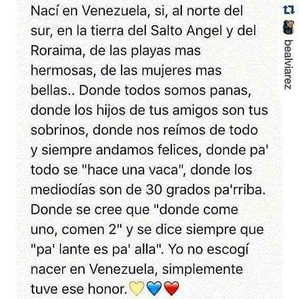 Nací en Venezuela, si, al norte del
sur, en la tierra del Salto Angel y del
Roraima, de las playas mas
hermosas, de las mujeres mas
bellas.. Donde todos somos panas,
donde los hijos de tus amigos son tus
sobrinos, donde nos reímos de todo
y siempre andamos felices, donde pa'
todo se "hace una vaca", donde los
mediodías son de 30 grados pa'rriba.
Donde se cree que "donde come
uno, comen 2" y se dice siempre que
"pa' lante es pa' alla". Yo no escogí
nacer en Venezuela, simplemente
tuve ese honor.💛💙❤️
bealviarez